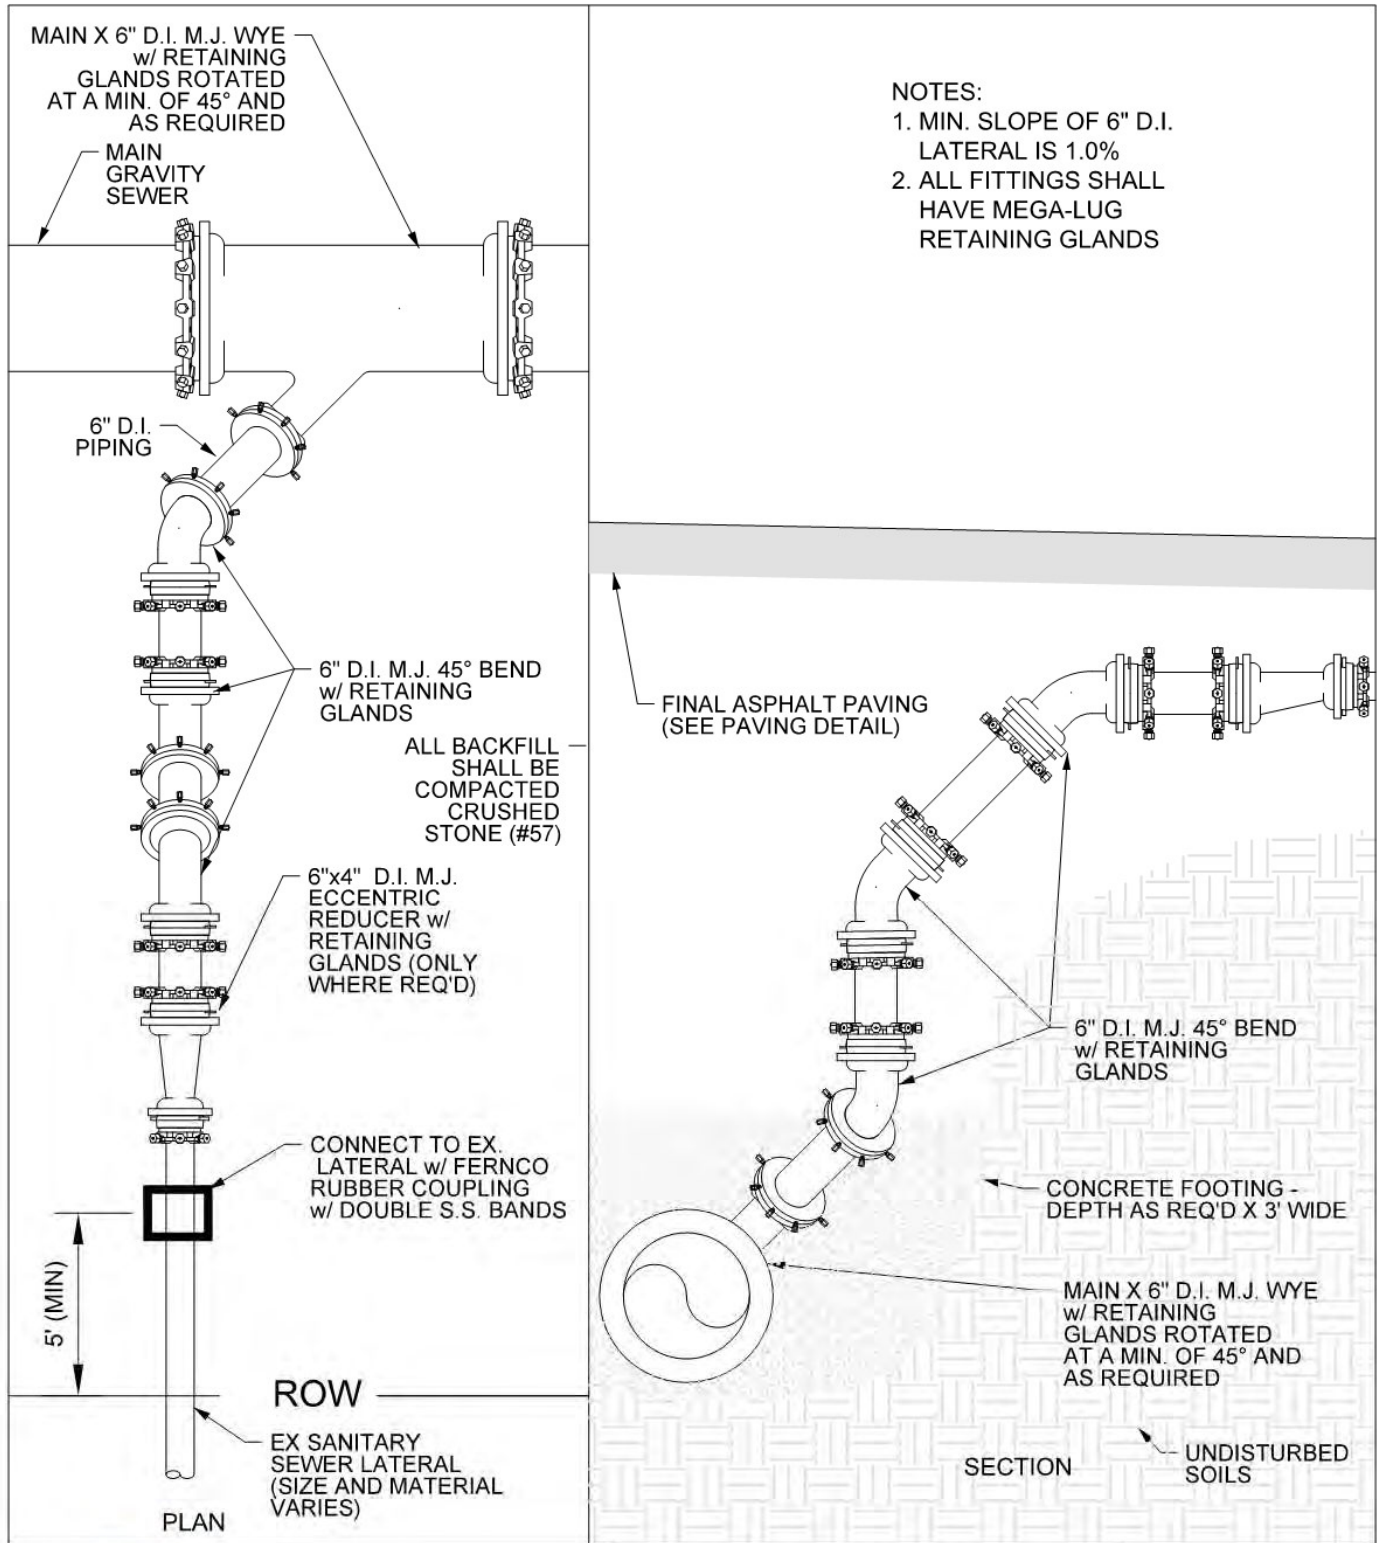 MAIN X 6" D.I. M.J. WYE
w/ RETAINING
GLANDS ROTATED
AT A MIN. OF 45° AND
AS REQUIRED
MAIN
GRAVITY
SEWER
6" D.I.
PIPING
6" D.I. M.J. 45° BEND
w/ RETAINING
GLANDS
ALL BACKFILL
SHALL BE
COMPACTED
CRUSHED
STONE (#57)
6"x4" D.I. M.J.
ECCENTRIC
REDUCER w/
RETAINING
GLANDS (ONLY
WHERE REQ'D)
CONNECT TO EX.
LATERAL w/ FERNCO
RUBBER COUPLING
w/ DOUBLE S.S. BANDS
5' (MIN)
ROW
EX SANITARY
SEWER LATERAL
(SIZE AND MATERIAL
VARIES)
PLAN
NOTES:
1. MIN. SLOPE OF 6" D.I.
LATERAL IS 1.0%
2. ALL FITTINGS SHALL
HAVE MEGA-LUG
RETAINING GLANDS
FINAL ASPHALT PAVING
(SEE PAVING DETAIL)
6" D.I. M.J. 45° BEND
w/ RETAINING
GLANDS
CONCRETE FOOTING -
DEPTH AS REQ'D X 3' WIDE
MAIN X 6" D.I. M.J. WYE
w/ RETAINING
GLANDS ROTATED
AT A MIN. OF 45° AND
AS REQUIRED
UNDISTURBED
SOILS
SECTION